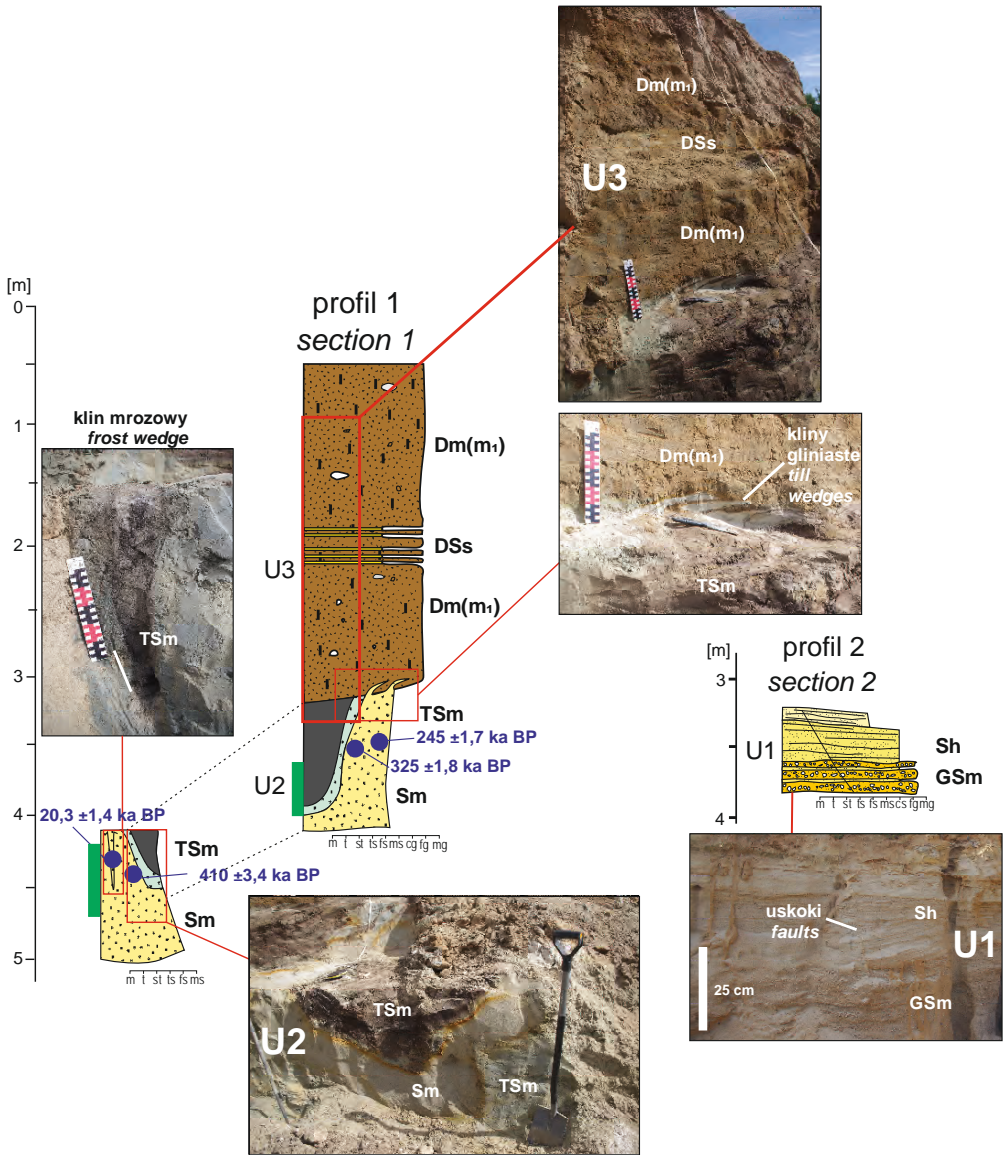 Dm(m₁)
DSs
U3
Dm(m₁)
[m]
0
1
2
3
4
5
profil 1
section 1
klin mrozowy
frost wedge
TSm
Dm(m₁)
DSs
U3
Dm(m₁)
TSm
245 ±1,7 ka BP
325 ±1,8 ka BP
U2
Sm
m t st ts fs ms cg fg mg
20,3 ±1,4 ka BP
TSm
410 ±3,4 ka BP
Sm
m t st ts fs ms
Dm(m₁)
kliny
gliniaste
till
wedges
TSm
[m]
3
4
profil 2
section 2
U1
Sh
GSm
m t st fs fs ms cs fg mg
uskoki
faults
Sh
U1
GSm
25 cm
TSm
U2
Sm
TSm